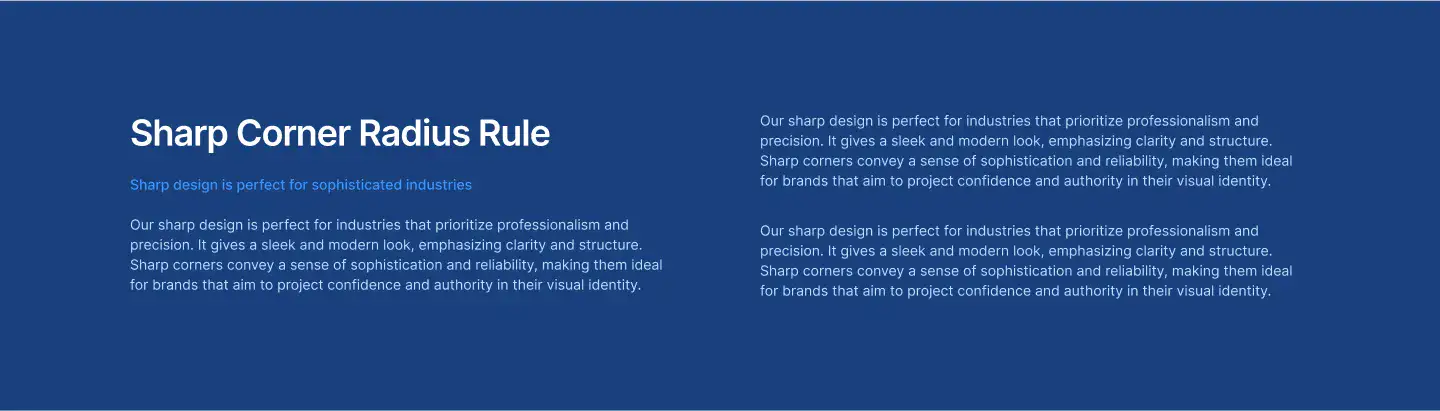 Sharp Corner Radius Rule
Sharp design is perfect for sophisticated industries
Our sharp design is perfect for industries that prioritize professionalism and
precision. It gives a sleek and modern look, emphasizing clarity and structure.
Sharp corners convey a sense of sophistication and reliability, making them ideal
for brands that aim to project confidence and authority in their visual identity.
Our sharp design is perfect for industries that prioritize professionalism and
precision. It gives a sleek and modern look, emphasizing clarity and structure.
Sharp corners convey a sense of sophistication and reliability, making them ideal
for brands that aim to project confidence and authority in their visual identity.
Our sharp design is perfect for industries that prioritize professionalism and
precision. It gives a sleek and modern look, emphasizing clarity and structure.
Sharp corners convey a sense of sophistication and reliability, making them ideal
for brands that aim to project confidence and authority in their visual identity.